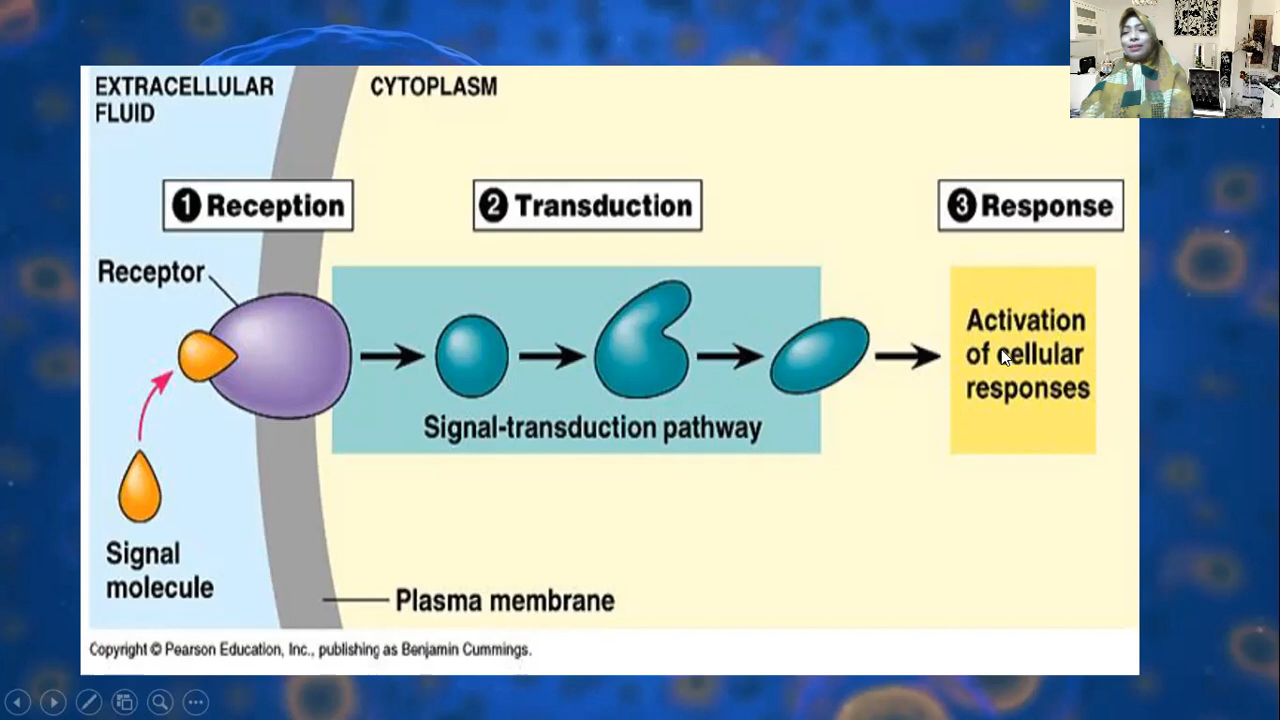 EXTRACELLULAR
FLUID
CYTOPLASM
1 Reception
2 Transduction
3 Response
Receptor
Activation
of cellular
responses
Signal-transduction pathway
Signal
molecule
Plasma membrane
Copyright © Pearson Education, Inc., publishing as Benjamin Cummings.